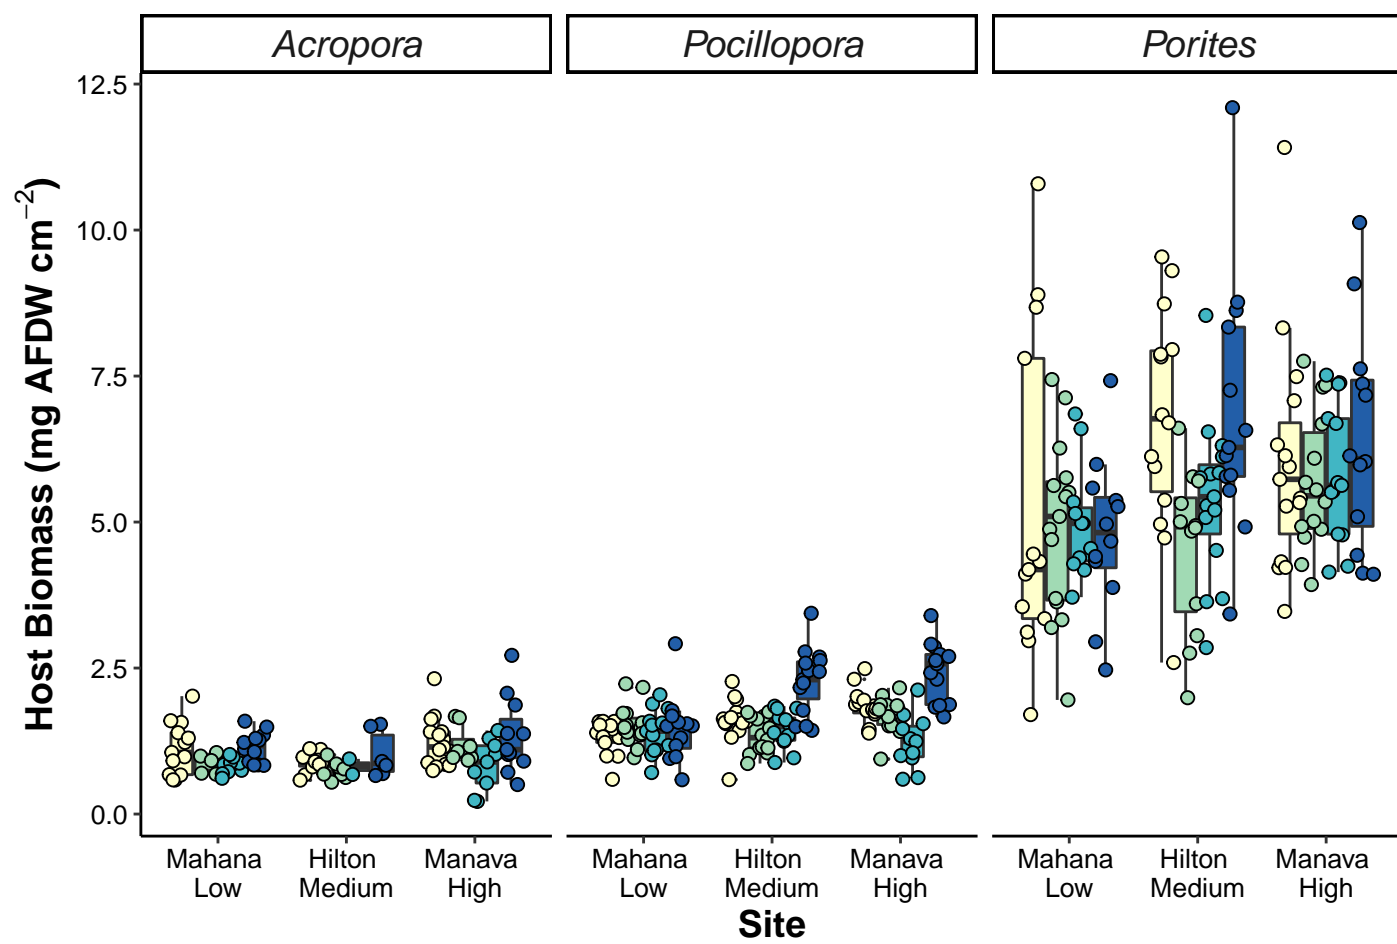 Acropora
Pocillopora
Porites
12.5
10.0
7.5
5.0
2.5
0.0
Host Biomass (mg AFDW cm⁻²)
Mahana
Low
Hilton
Medium
Manava
High
Mahana
Low
Hilton
Medium
Manava
High
Mahana
Low
Hilton
Medium
Manava
High
Site